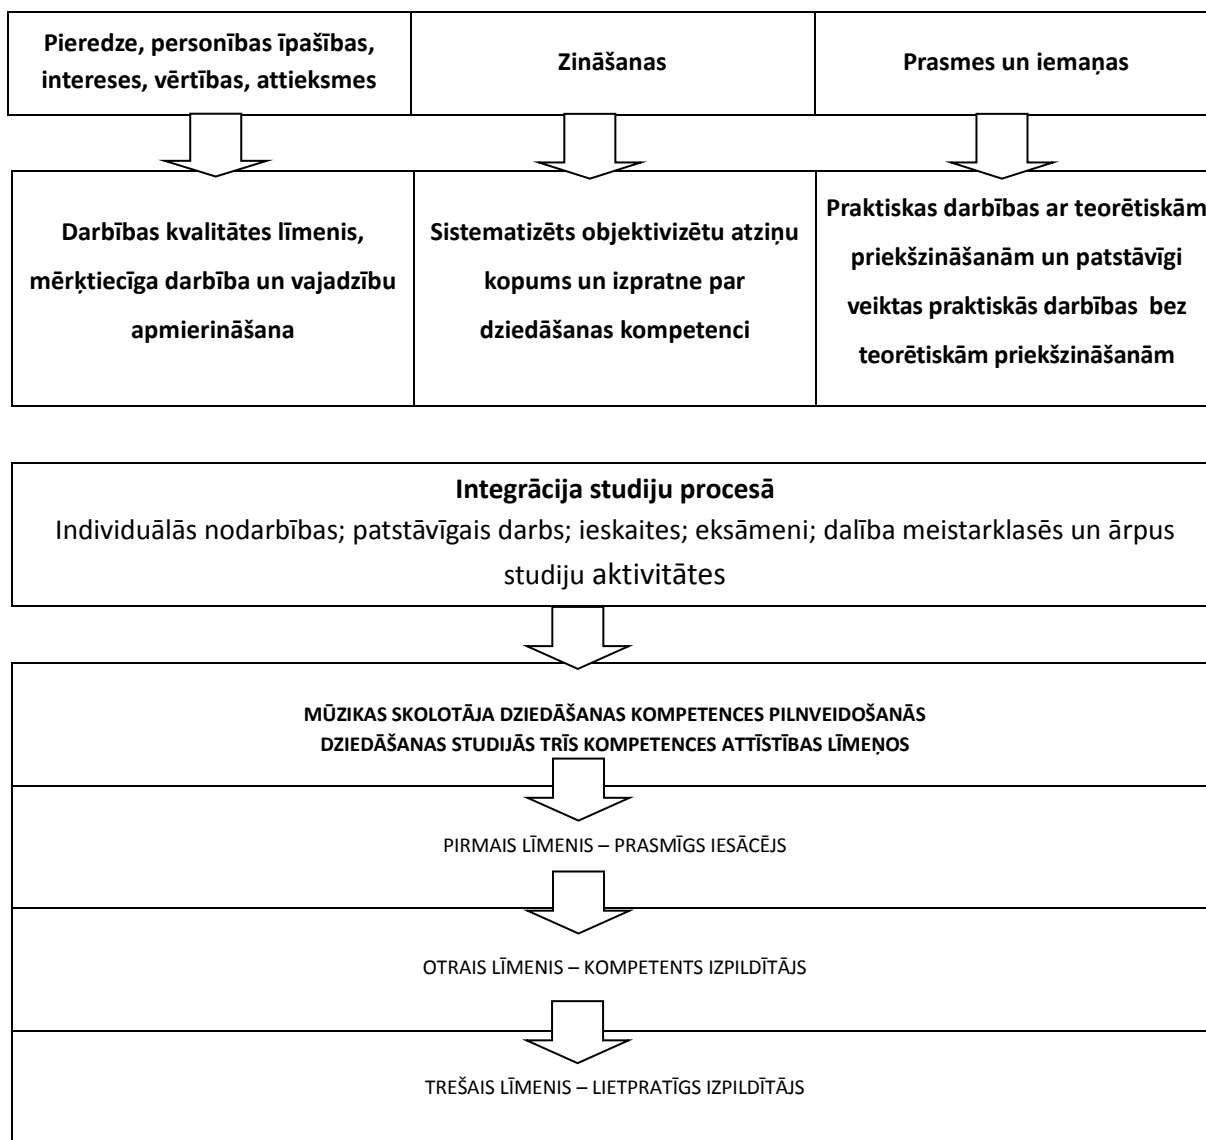 Pieredze, personības īpašības,
intereses, vērtības, attieksmes
Zināšanas
Prasmes un iemaņas
Darbības kvalitātes līmenis,
mērķtiecīga darbība un vajadzību
apmierināšana
Sistematizēts objektivizētu atziņu
kopums un izpratne par
dziedāšanas kompetenci
Praktiskas darbības ar teorētiskām
priekšzināšanām un patstāvīgi
veiktas praktiskās darbības bez
teorētiskām priekšzināšanām
Integrācija studiju procesā
Individuālās nodarbības; patstāvīgais darbs; ieskaites; eksāmeni; dalība meistarklasēs un ārpus
studiju aktivitātes
MŪZIKAS SKOLOTĀJA DZIEDĀŠANAS KOMPETENCES PILNVEIDOŠANĀS
DZIEDĀŠANAS STUDIJĀS TRĪS KOMPETENCES ATTĪSTĪBAS LĪMEŅOS
PIRMAIS LĪMENIS – PRASMĪGS IESĀCĒJS
OTRAIS LĪMENIS – KOMPETENTS IZPILDĪTĀJS
TREŠAIS LĪMENIS – LIETPRATĪGS IZPILDĪTĀJS